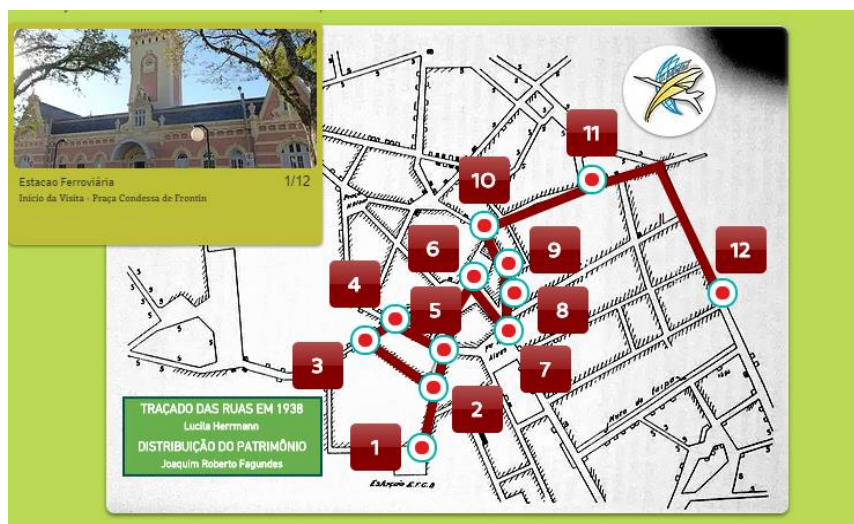 Estacao Ferroviária
1/12
Início da Visita - Praça Condessa de Frontin
11
10
9
12
6
4
5
8
3
7
2
1
TRAÇADO DAS RUAS EM 1938
Lucila Herrmann
DISTRIBUIÇÃO DO PATRIMÔNIO
Joaquim Roberto Fagundes
Estação E.F.C.B